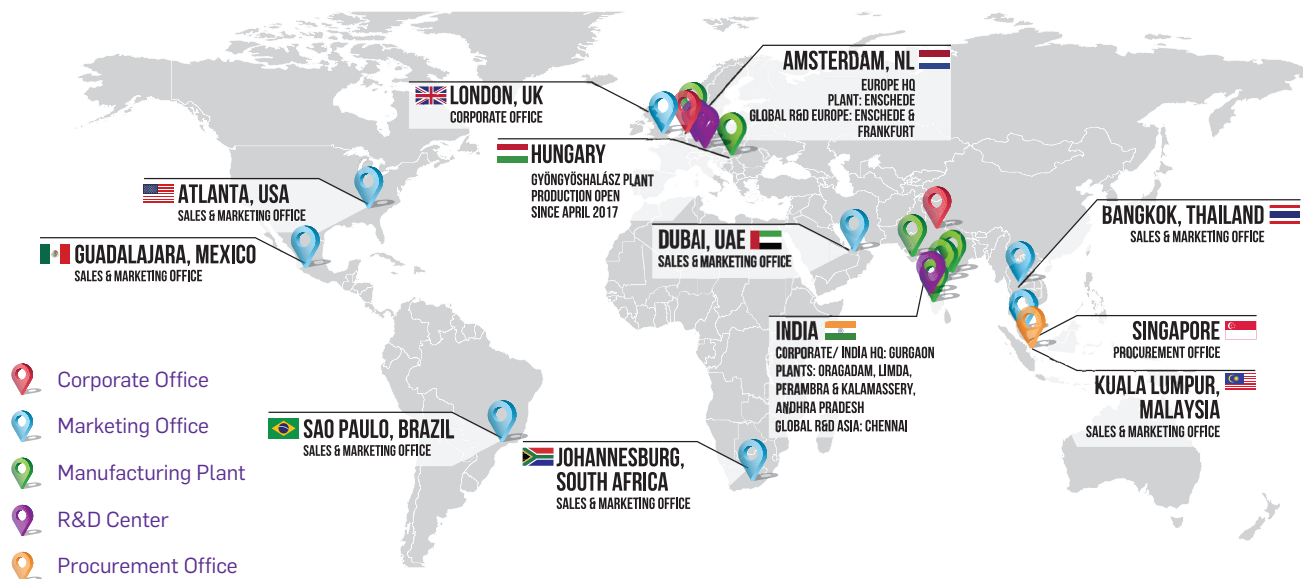 AMSTERDAM, NL
EUROPE HQ
PLANT: ENSCHEDE
GLOBAL R&D EUROPE: ENSCHEDE &
FRANKFURT
LONDON, UK
CORPORATE OFFICE
HUNGARY
GYÖNGYÖSHALÁSZ PLANT
PRODUCTION OPEN
SINCE APRIL 2017
ATLANTA, USA
SALES & MARKETING OFFICE
GUADALAJARA, MEXICO
SALES & MARKETING OFFICE
DUBAI, UAE
SALES & MARKETING OFFICE
BANGKOK, THAILAND
SALES & MARKETING OFFICE
INDIA
CORPORATE/ INDIA HQ: GURGAON
PLANTS: ORAGADAM, LIMDA,
PERAMBRA & KALAMASSERY,
ANDHRA PRADESH
GLOBAL R&D ASIA: CHENNAI
SINGAPORE
PROCUREMENT OFFICE
KUALA LUMPUR,
MALAYSIA
SALES & MARKETING OFFICE
SAO PAULO, BRAZIL
SALES & MARKETING OFFICE
JOHANNESBURG,
SOUTH AFRICA
SALES & MARKETING OFFICE
Corporate Office
Marketing Office
Manufacturing Plant
R&D Center
Procurement Office